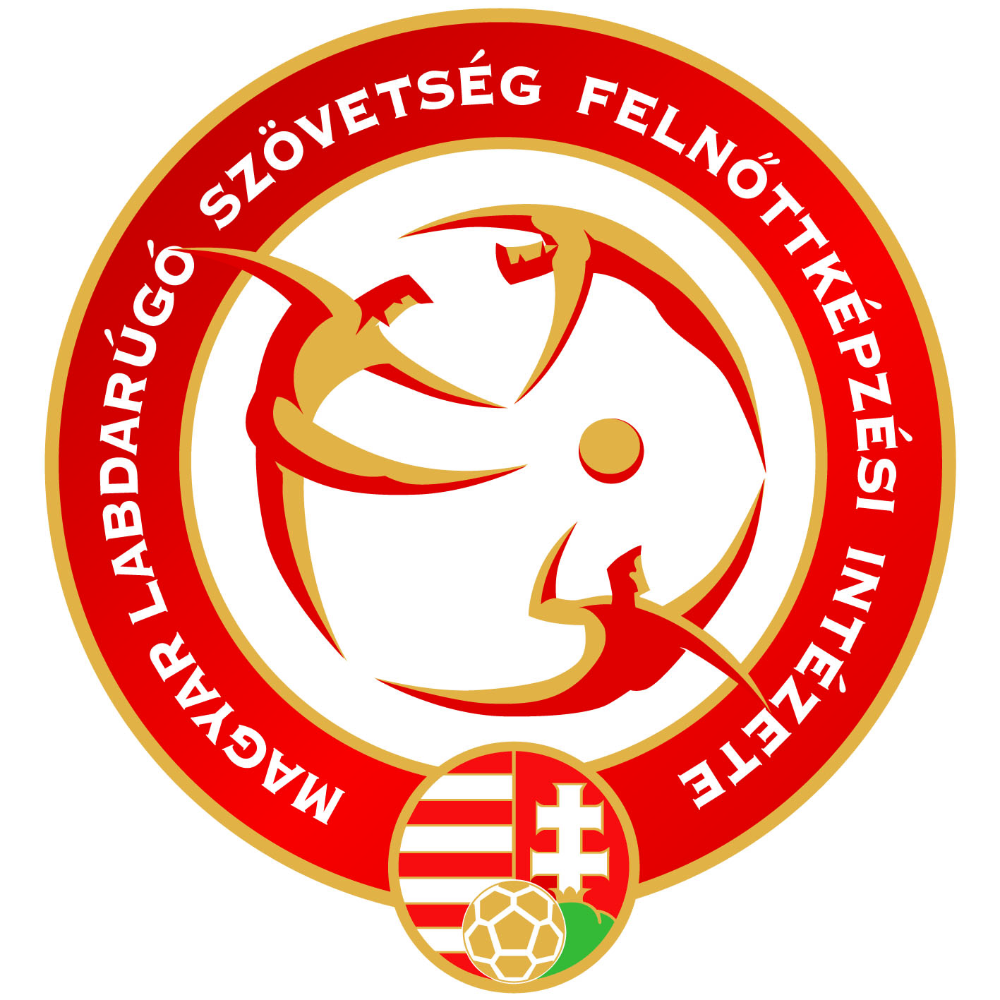 MAGYAR LABDARÚGÓ SZÖVETSÉG FELNŐTTKÉPZÉSI INTÉZETE